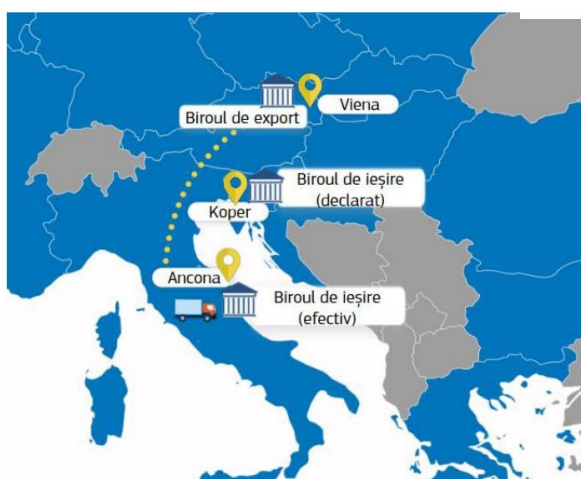 Viena
Biroul de export
Biroul de ieșire
(declarat)
Koper
Ancona
Biroul de ieșire
(efectiv)